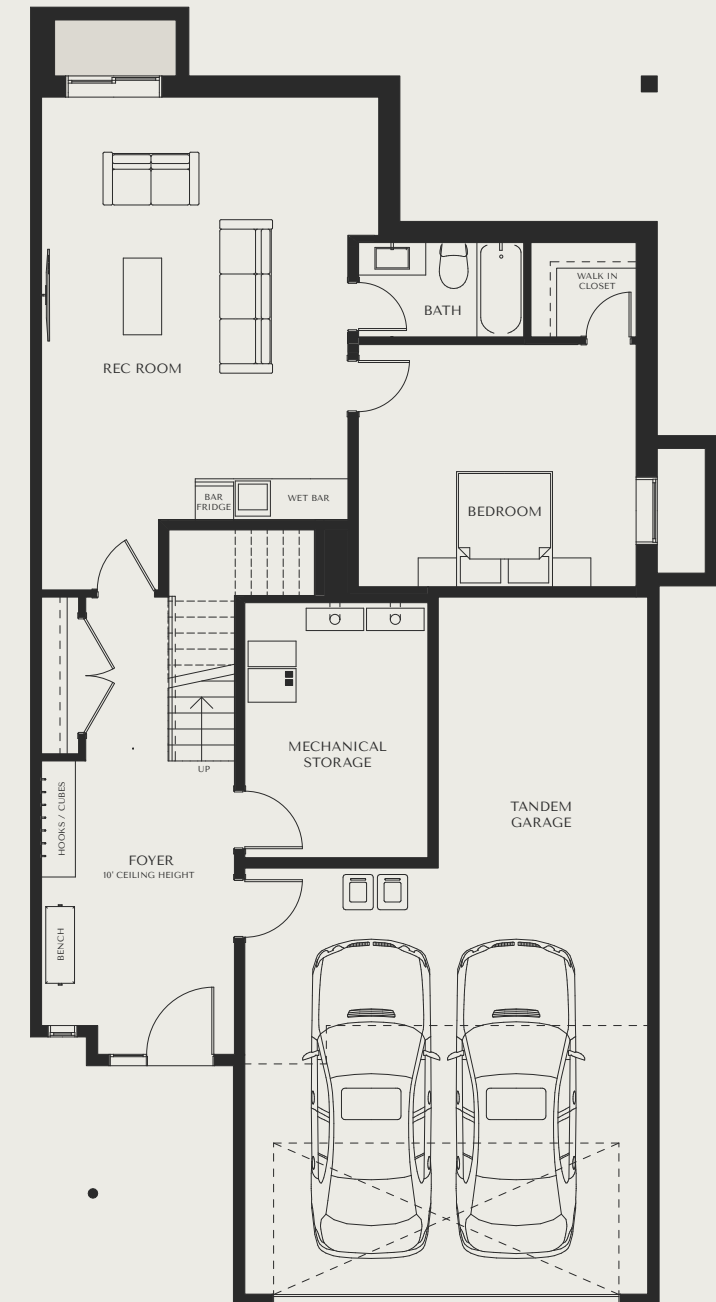 WALK IN
CLOSET
BATH
REC ROOM
BAR
FRIDGE
WET BAR
BEDROOM
MECHANICAL
STORAGE
UP
HOOKS / CUBES
TANDEM
GARAGE
FOYER
10' CEILING HEIGHT
BENCH